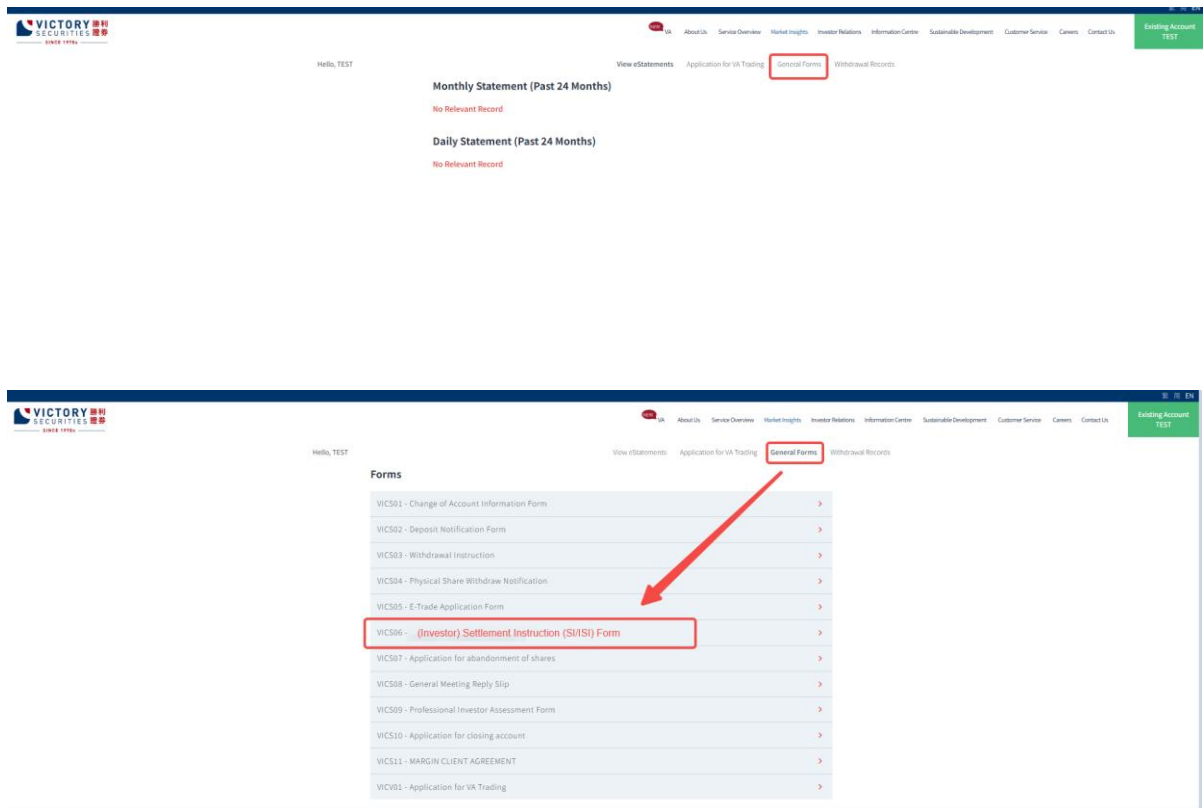 繁 简 EN
VICTORY 勝利
SECURITIES 證券
SINCE 1970s
NEW VA About Us Service Overview Market Insights Investor Relations Information Centre Sustainable Development Customer Service Careers Contact Us
Existing Account
TEST
Hello, TEST
View eStatements Application for VA Trading General Forms Withdrawal Records
Monthly Statement (Past 24 Months)
No Relevant Record
Daily Statement (Past 24 Months)
No Relevant Record
繁 简 EN
VICTORY 勝利
SECURITIES 證券
SINCE 1970s
NEW VA About Us Service Overview Market Insights Investor Relations Information Centre Sustainable Development Customer Service Careers Contact Us
Existing Account
TEST
Hello, TEST
View eStatements Application for VA Trading General Forms Withdrawal Records
Forms
VICS01 - Change of Account Information Form
VICS02 - Deposit Notification Form
VICS03 - Withdrawal Instruction
VICS04 - Physical Share Withdraw Notification
VICS05 - E-Trade Application Form
VICS06 - (Investor) Settlement Instruction (SI/ISI) Form
VICS07 - Application for abandonment of shares
VICS08 - General Meeting Reply Slip
VICS09 - Professional Investor Assessment Form
VICS10 - Application for closing account
VICS11 - MARGIN CLIENT AGREEMENT
VICV01 - Application for VA Trading